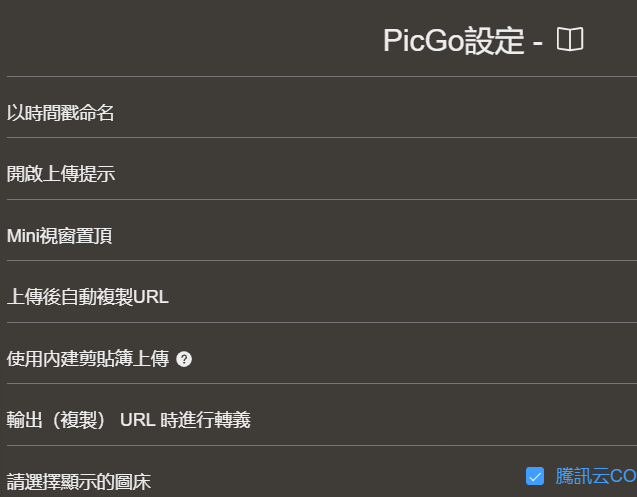 PicGo設定 -
以時間戳命名
開啟上傳提示
Mini視窗置頂
上傳後自動複製URL
使用內建剪貼簿上傳
輸出（複製） URL 時進行轉義
請選擇顯示的圖床
騰訊云CO